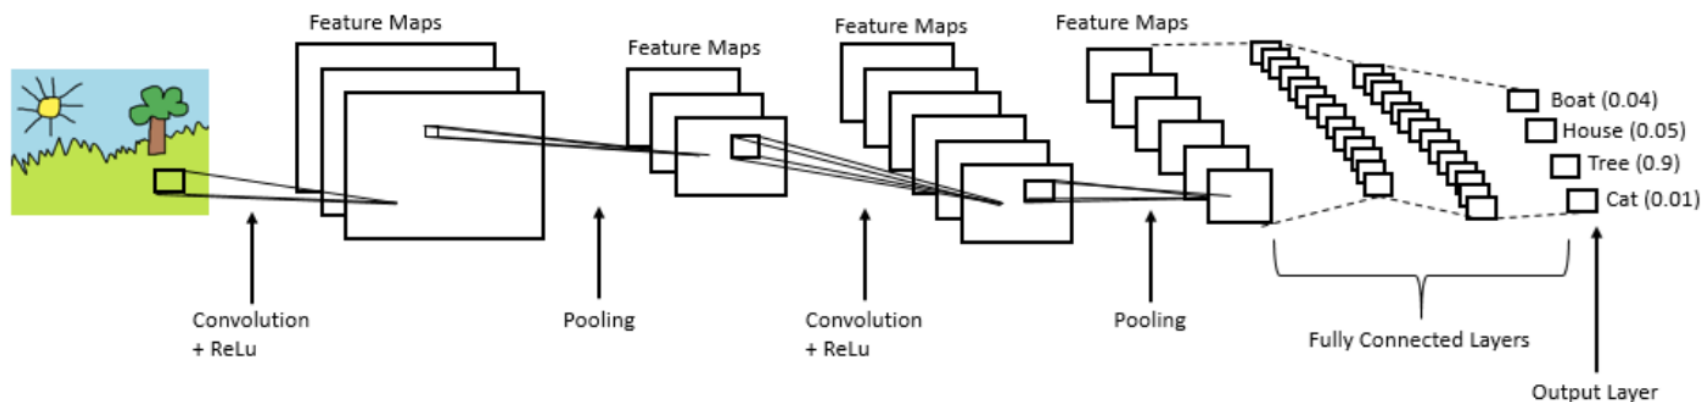 Feature Maps
Feature Maps
Feature Maps
Feature Maps
Boat (0.04)
House (0.05)
Tree (0.9)
Cat (0.01)
Convolution
+ ReLu
Pooling
Convolution
+ ReLu
Pooling
Fully Connected Layers
Output Layer